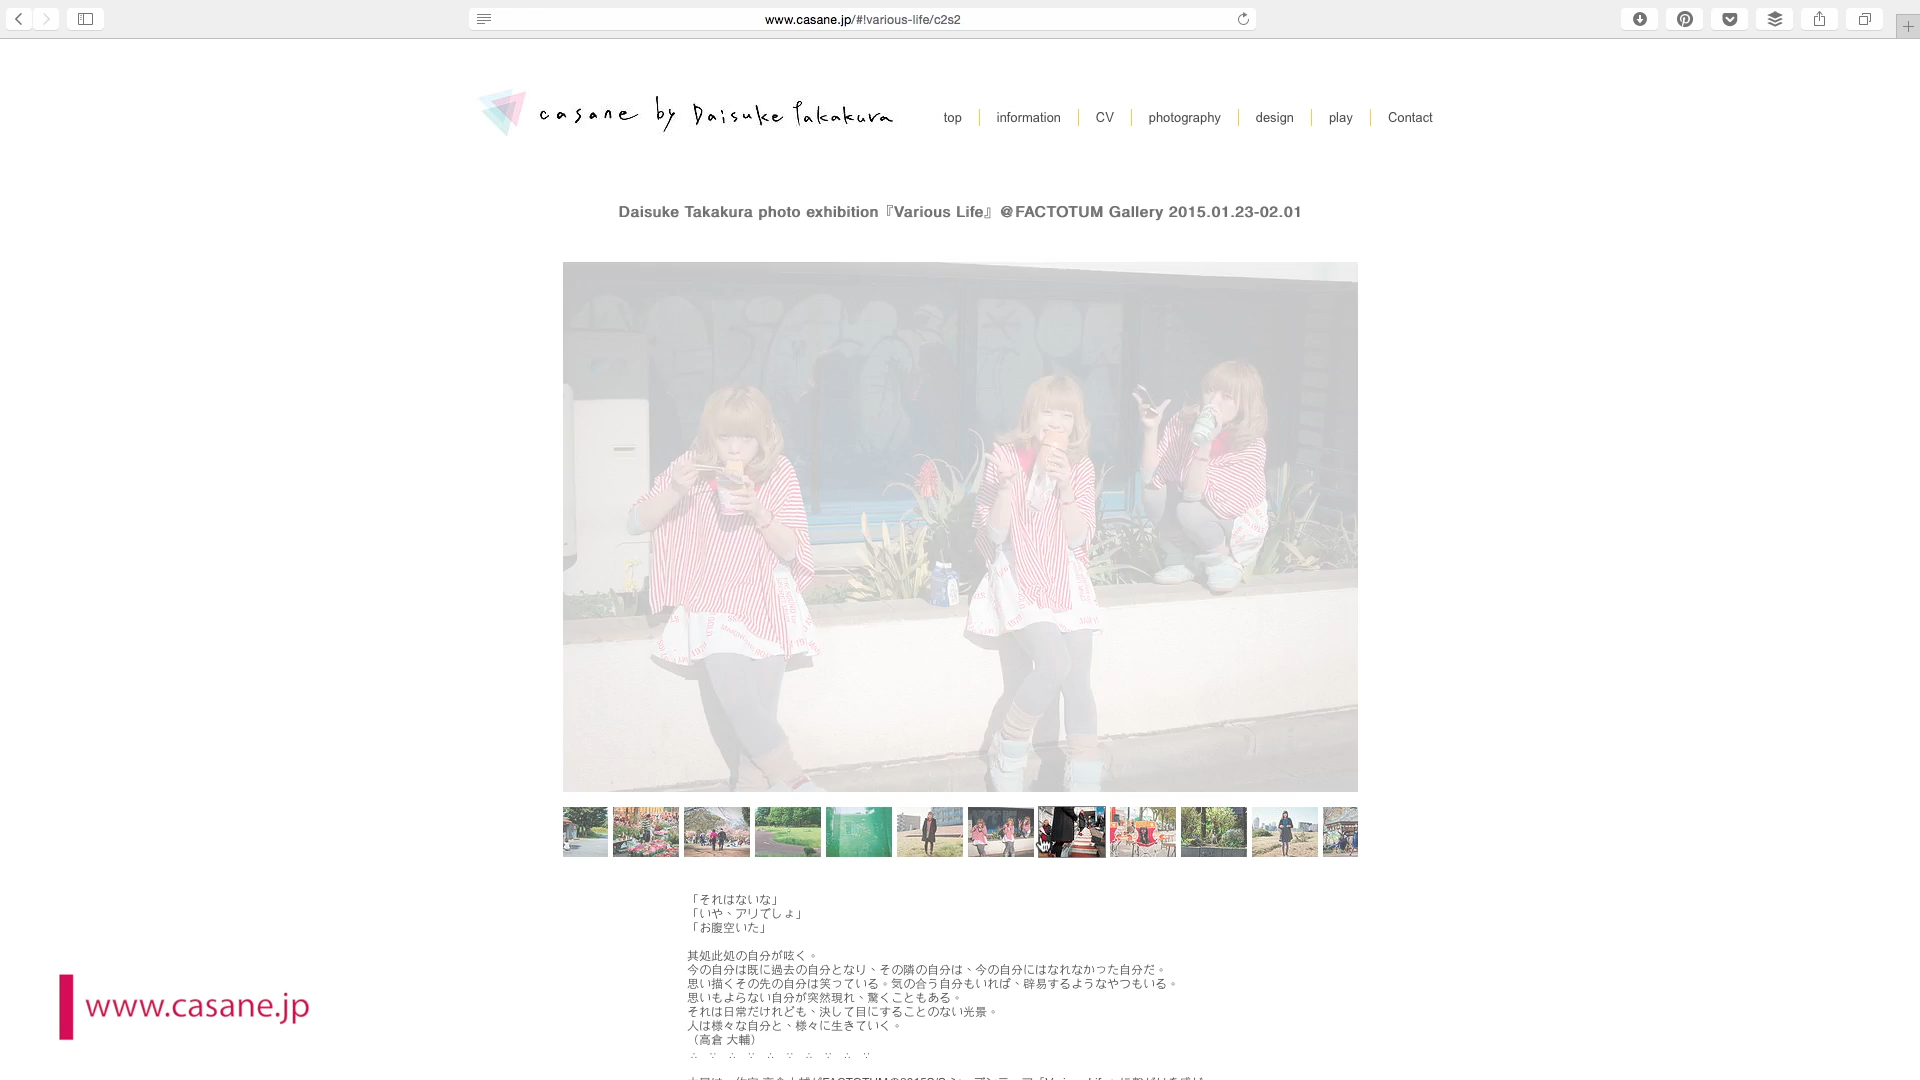 www.casane.jp/#!various-life/c2s2
casane by Daisuke Takakura
top
information
CV
photography
design
play
Contact
Daisuke Takakura photo exhibition『Various Life』@FACTOTUM Gallery 2015.01.23-02.01
「それはないな」
「いや、アリでしょ」
「お腹空いた」
其処此処の自分が呟く。
今の自分は既に過去の自分となり、その隣の自分は、今の自分にはなれなかった自分だ。
思い描くその先の自分は笑っている。気の合う自分もいれば、辟易するようなやつもいる。
思いもよらない自分が突然現れ、驚くこともある。
それは日常だけれども、決して目にすることのない光景。
人は様々な自分と、様々に生きていく。
（高倉 大輔）
∴ ∵ ∴ ∵ ∴ ∵ ∴ ∵ ∴ ∵
www.casane.jp